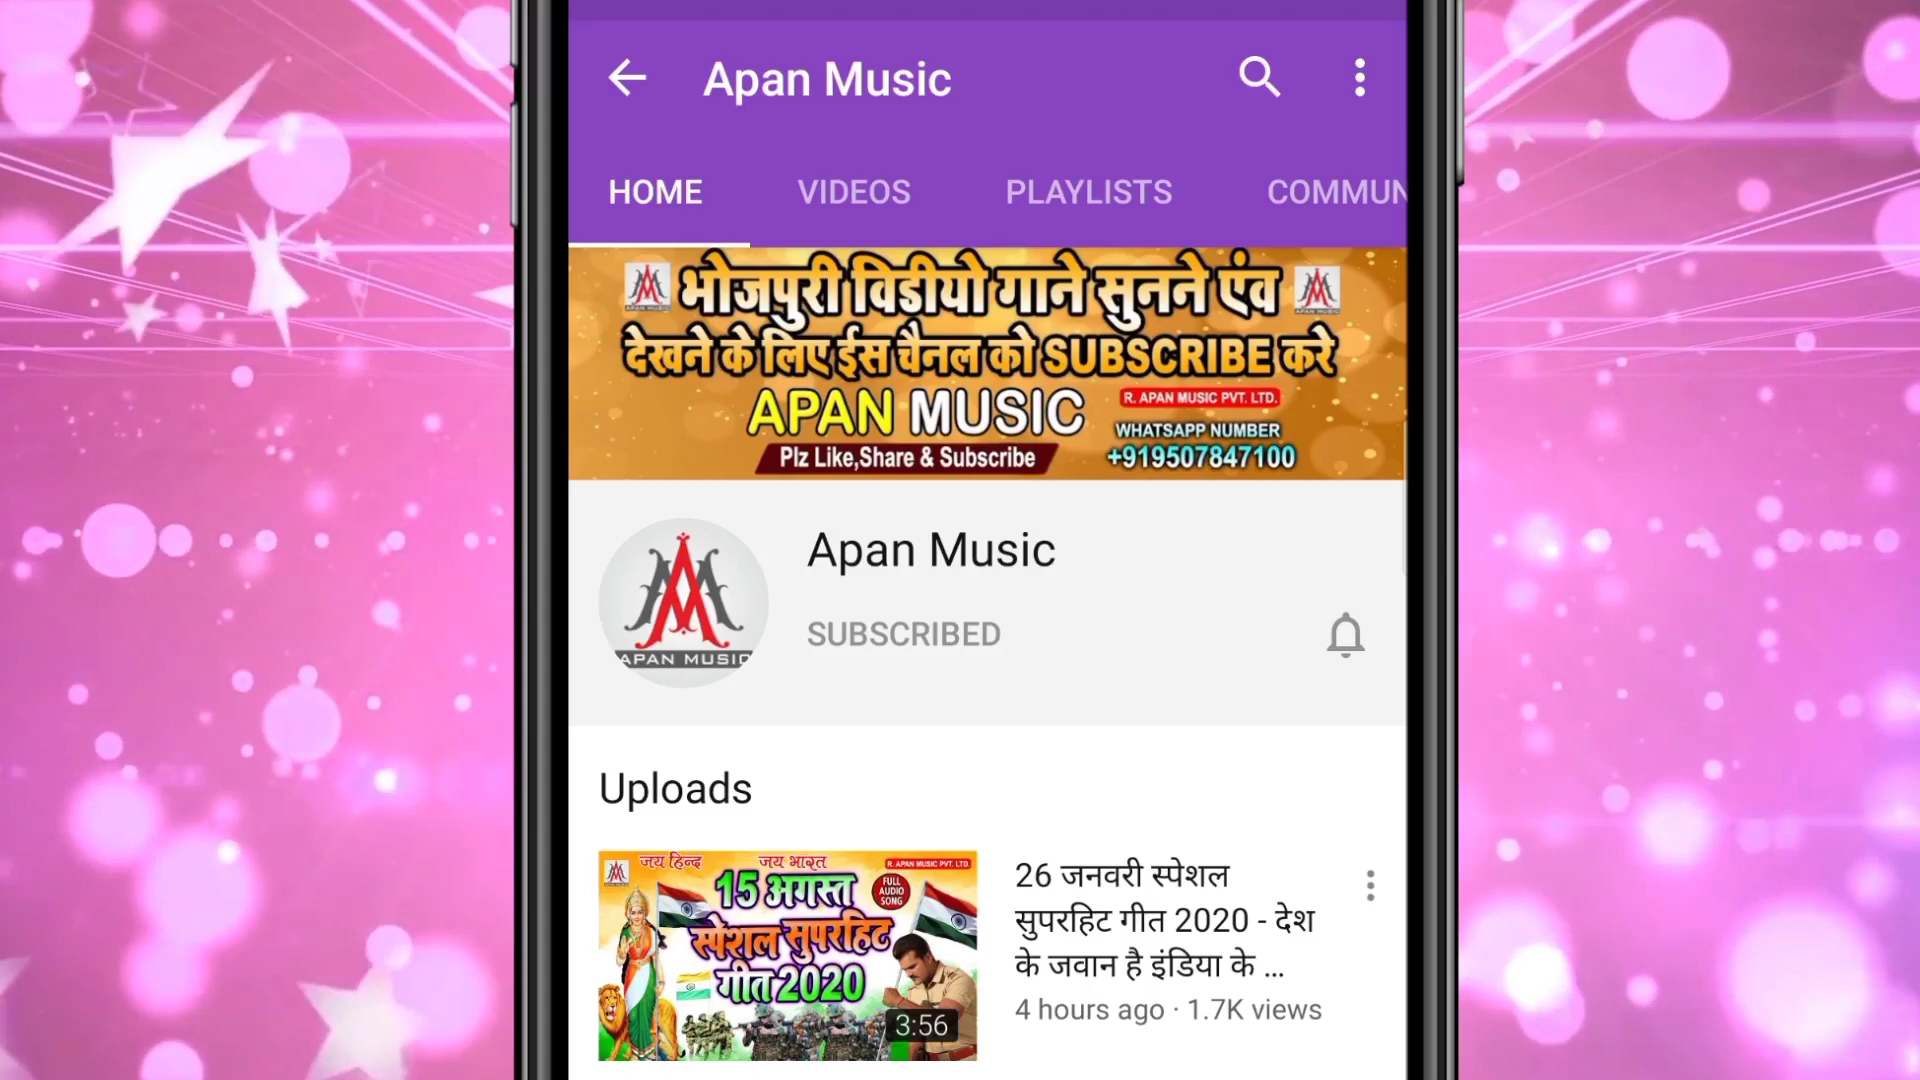 Apan Music
HOME VIDEOS PLAYLISTS COMMUN
भोजपुरी विडीयो गाने सुनने एंव
देखने के लिए ईस चैनल को SUBSCRIBE करे
APAN MUSIC
R. APAN MUSIC PVT. LTD.
WHATSAPP NUMBER
Plz Like,Share & Subscribe
+919507847100
APAN MUSIC
Apan Music
SUBSCRIBED
Uploads
जय हिन्द जय भारत
R. APAN MUSIC PVT. LTD
15 अगस्त
FULL
AUDIO
SONG
स्पेशल सुपरहिट
गीत 2020
3:56
26 जनवरी स्पेशल
सुपरहिट गीत 2020 - देश
के जवान है इंडिया के ...
4 hours ago · 1.7K views